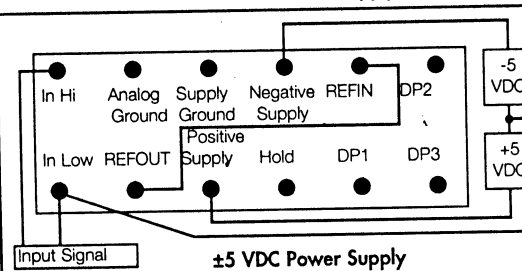 -5
VDC
In Hi
Analog
Ground
Supply
Ground
Negative
Supply
REFIN
DP2
Positive
Supply
+5
VDC
In Low
REFOUT
Hold
DP1
DP3
Input Signal
±5 VDC Power Supply